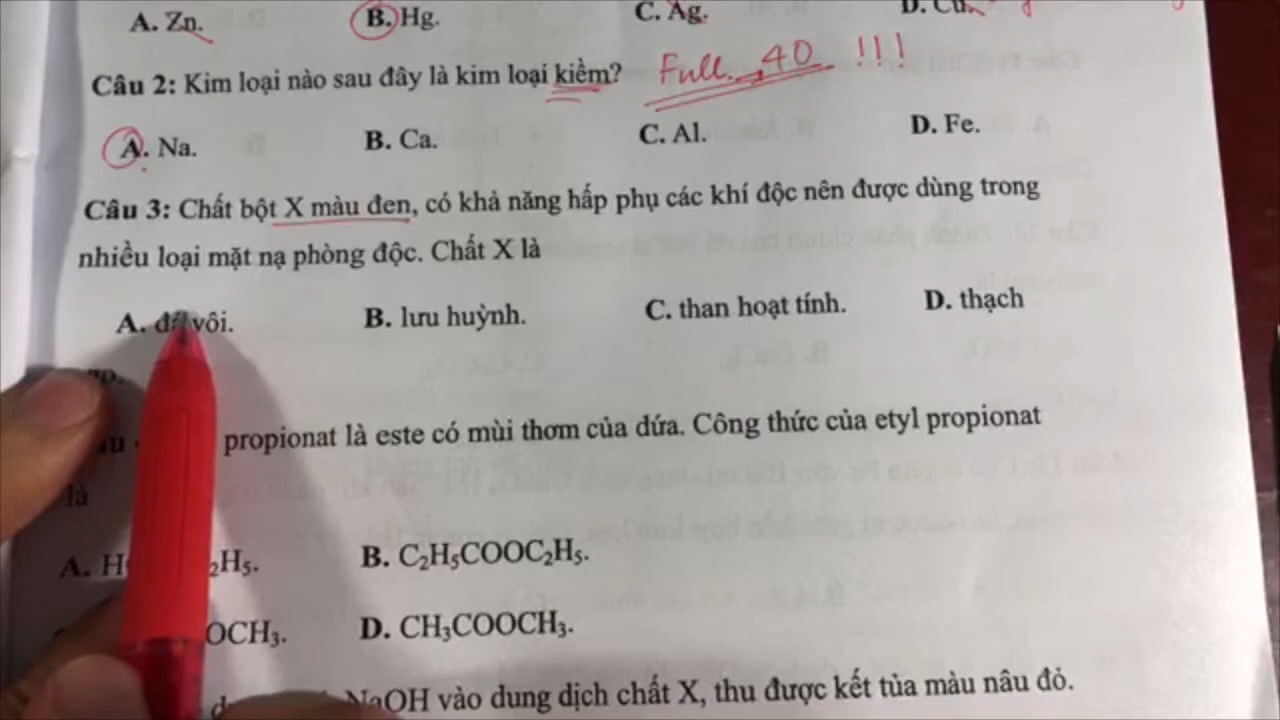 A. Zn. B. Hg. C. Ag. D. Cu.
Câu 2: Kim loại nào sau đây là kim loại kiềm? Full 40 !!!
A. Na. B. Ca. C. Al. D. Fe.
Câu 3: Chất bột X màu đen, có khả năng hấp phụ các khí độc nên được dùng trong
nhiều loại mặt nạ phòng độc. Chất X là
A. đá vôi. B. lưu huỳnh. C. than hoạt tính. D. thạch
propionat là este có mùi thơm của dứa. Công thức của etyl propionat
là
A. H ₂H₅. B. C₂H₅COOC₂H₅.
OCH₃. D. CH₃COOCH₃.
NaOH vào dung dịch chất X, thu được kết tủa màu nâu đỏ.